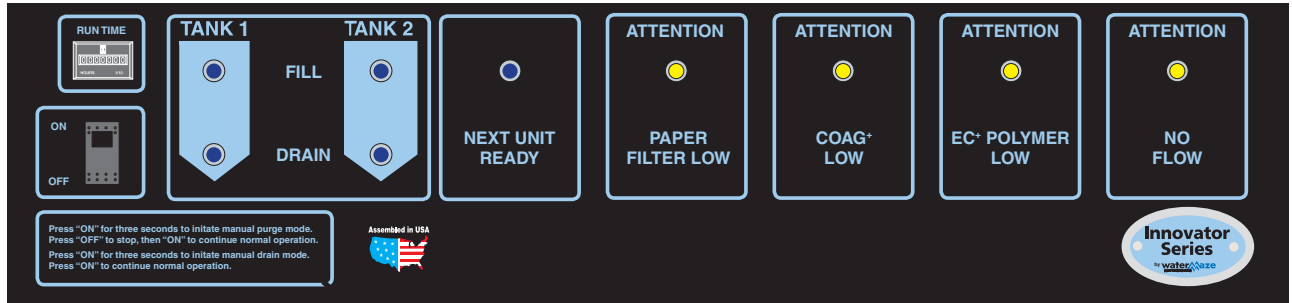 RUN TIME
HOURS 1/10
ON
OFF
TANK 1 TANK 2
FILL
DRAIN
NEXT UNIT
READY
ATTENTION
PAPER
FILTER LOW
ATTENTION
COAG+
LOW
ATTENTION
EC+ POLYMER
LOW
ATTENTION
NO
FLOW
Press “ON” for three seconds to initate manual purge mode.
Press “OFF” to stop, then “ON” to continue normal operation.
Press “ON” for three seconds to initate manual drain mode.
Press “ON” to continue normal operation.
Assembled in USA
Innovator
Series
by waterMaze